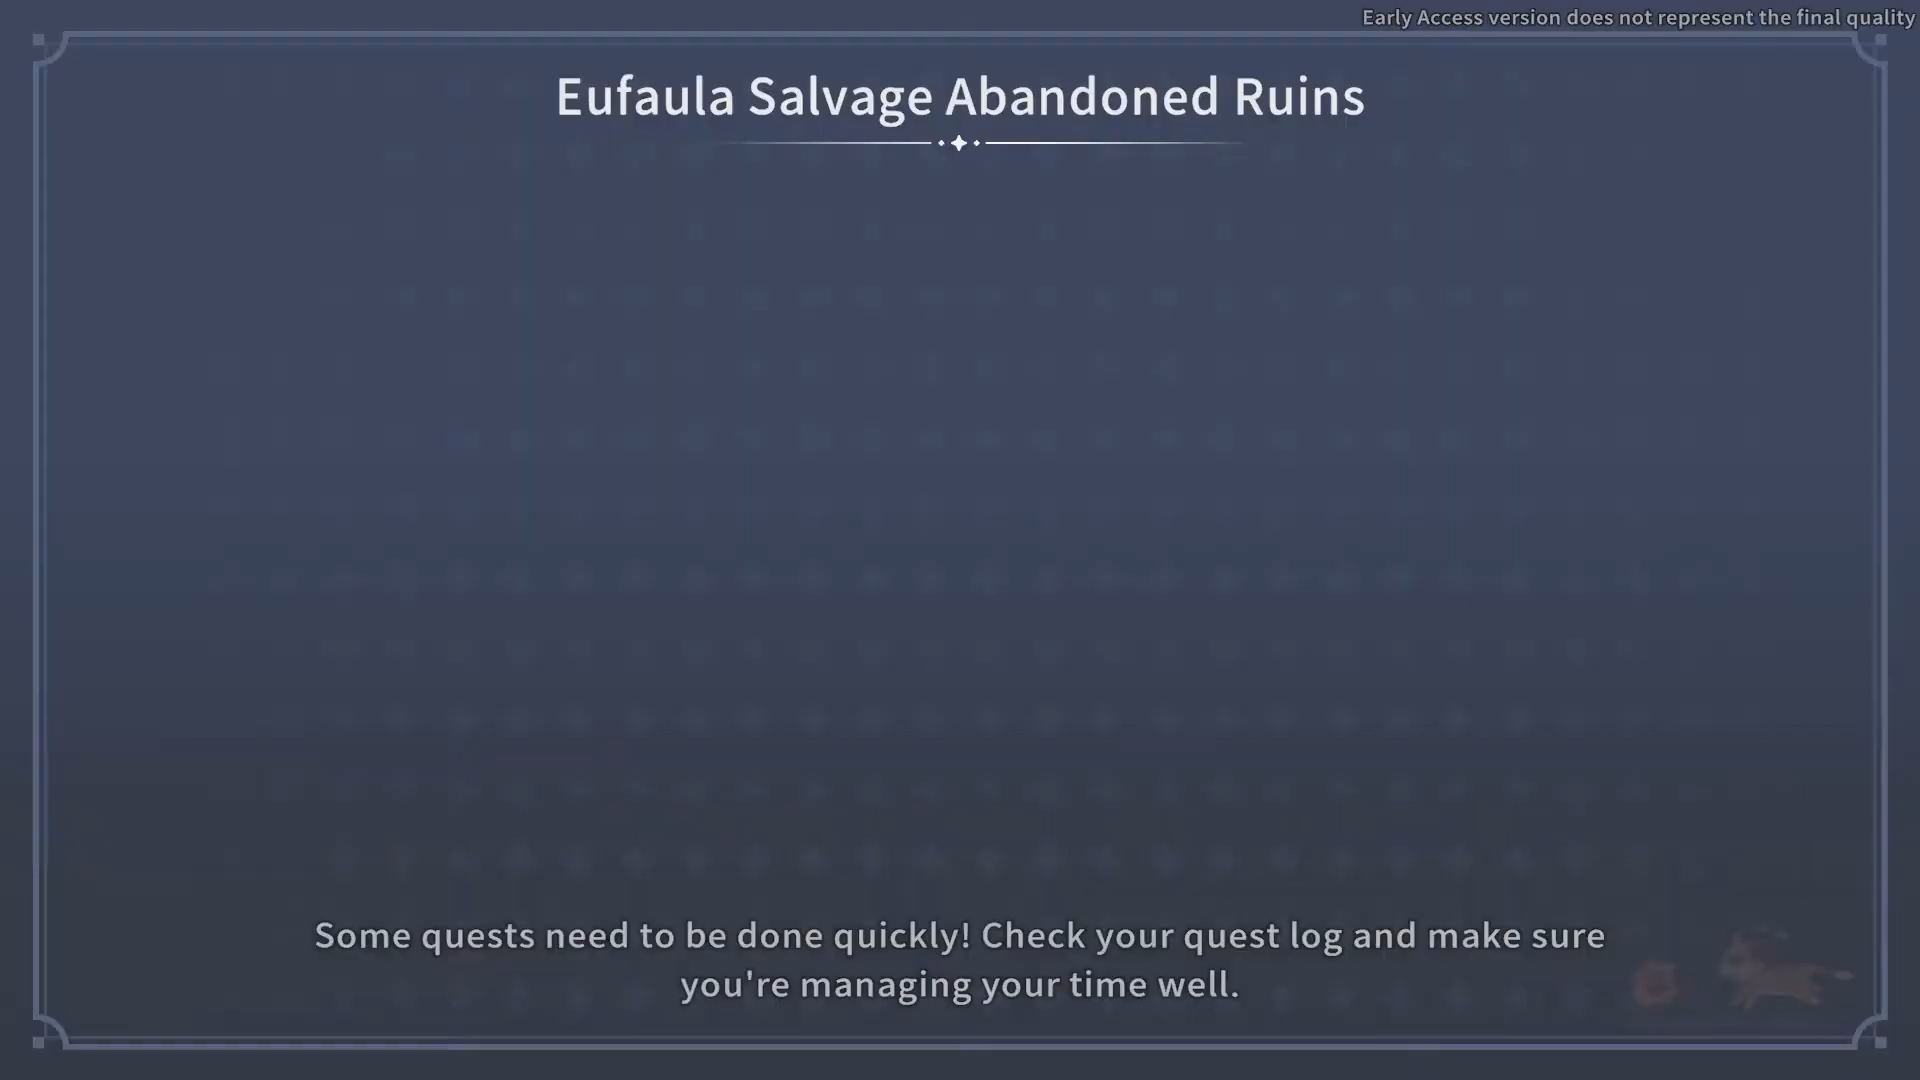 Early Access version does not represent the final quality
Eufaula Salvage Abandoned Ruins
Some quests need to be done quickly! Check your quest log and make sure
you're managing your time well.